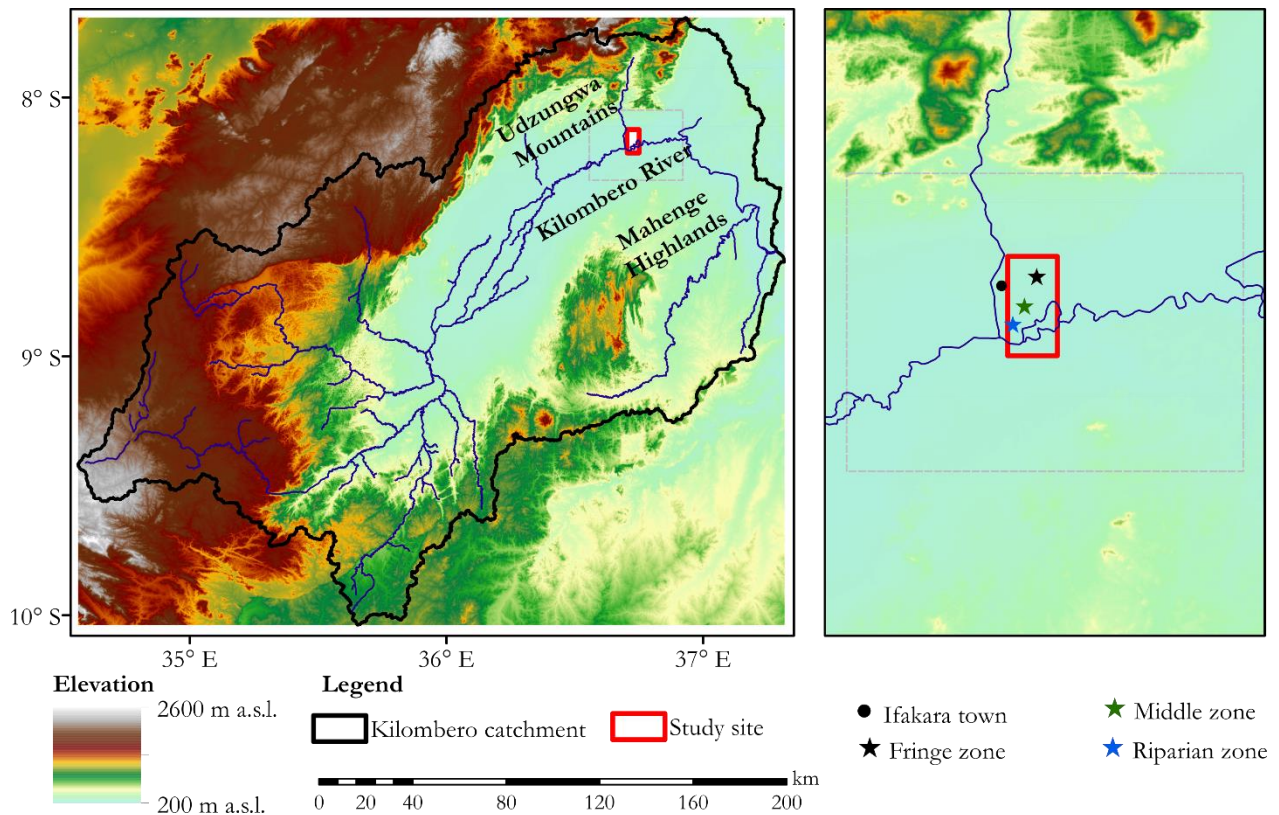 8° S
9° S
10° S
35° E
36° E
37° E
Udzungwa
Mountains
Kilombero River
Mahenge
Highlands
Elevation
2600 m a.s.l.
200 m a.s.l.
Legend
Kilombero catchment
Study site
km
0 20 40 80 120 160 200
Ifakara town
Middle zone
Fringe zone
Riparian zone